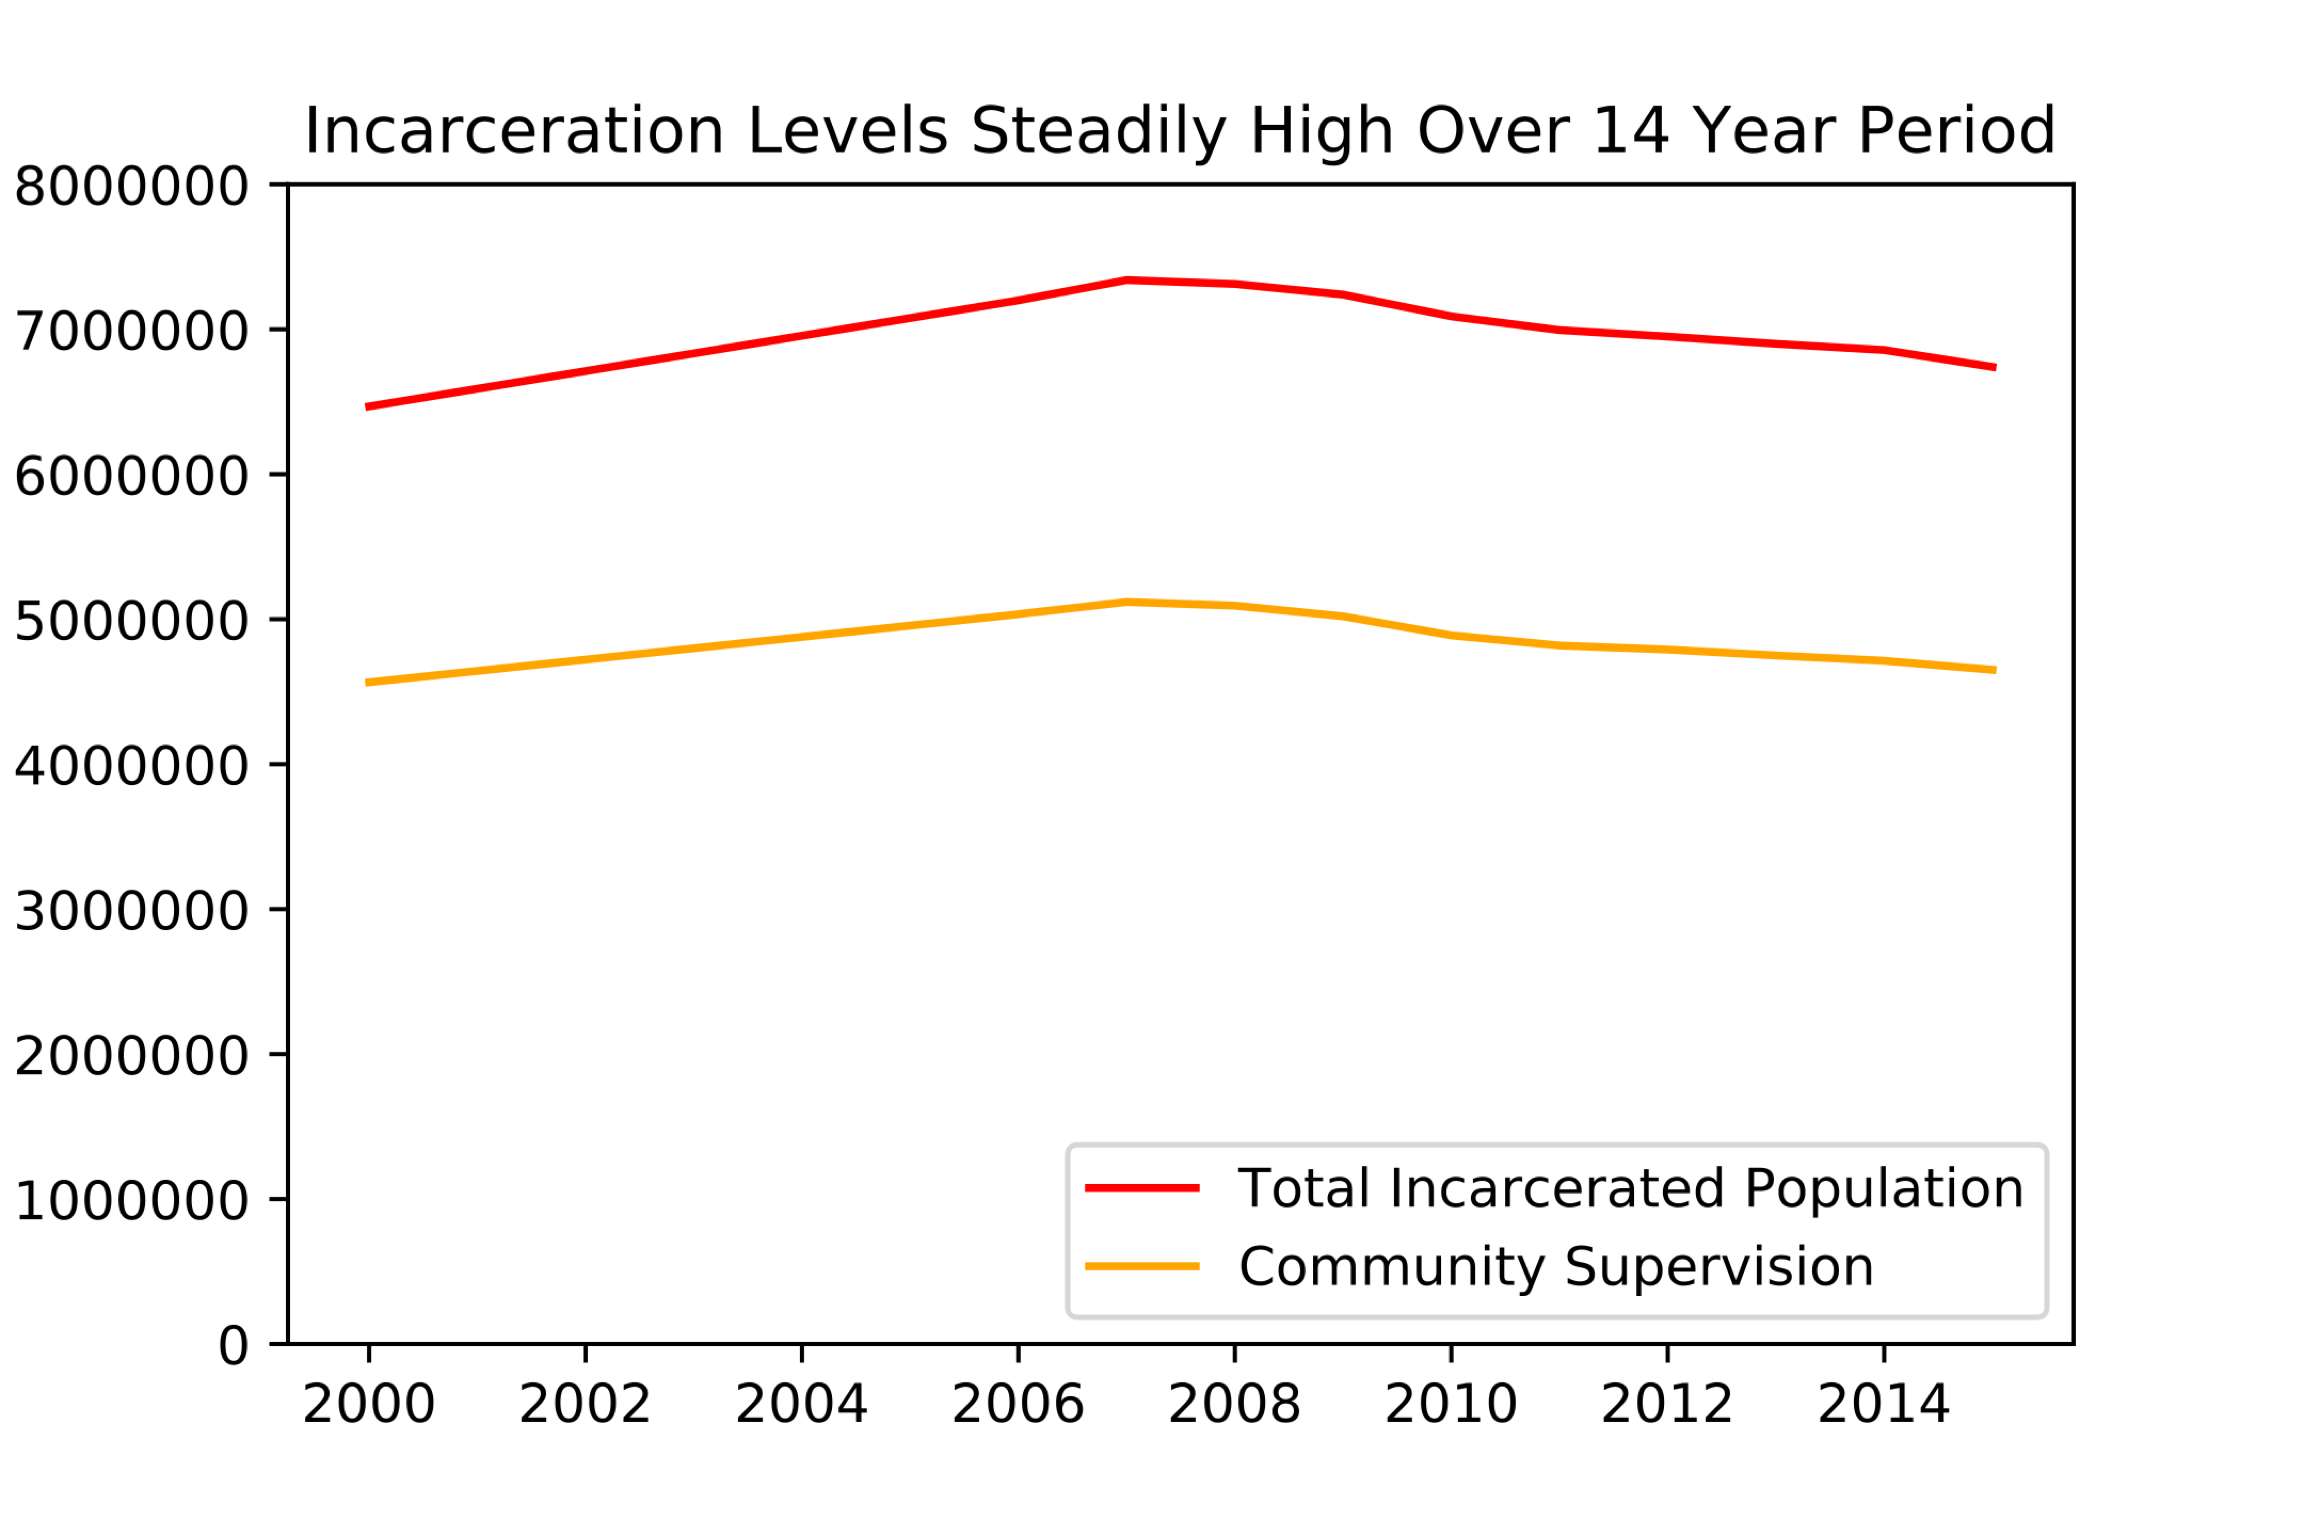 Incarceration Levels Steadily High Over 14 Year Period
8000000
7000000
6000000
5000000
4000000
3000000
2000000
1000000
0
Total Incarcerated Population
Community Supervision
2000 2002 2004 2006 2008 2010 2012 2014